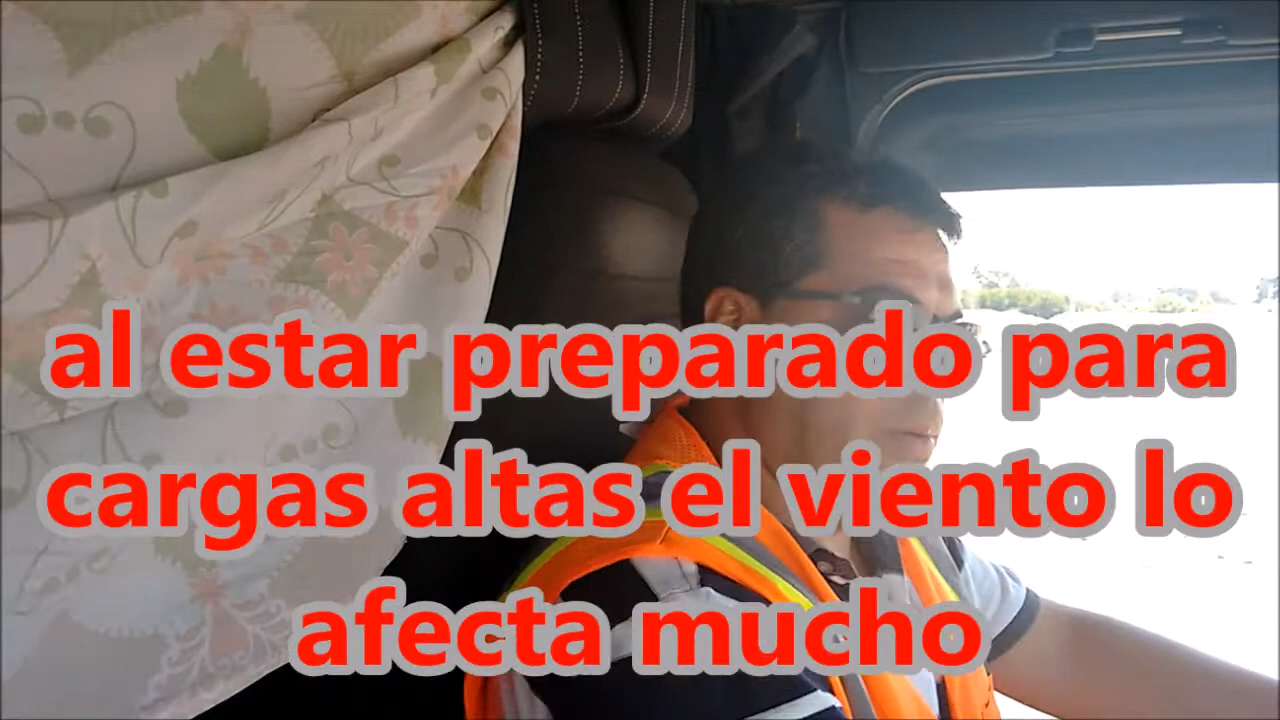 al estar preparado para
cargas altas el viento lo
afecta mucho